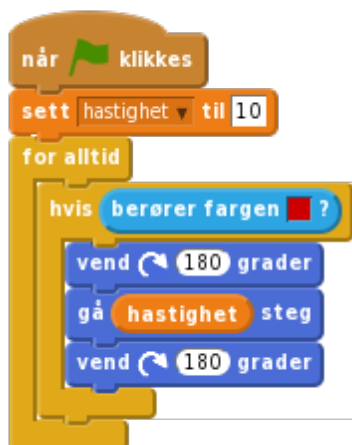 når klikkes
sett hastighet til 10
for alltid
hvis berører fargen ?
vend 180 grader
gå hastighet steg
vend 180 grader